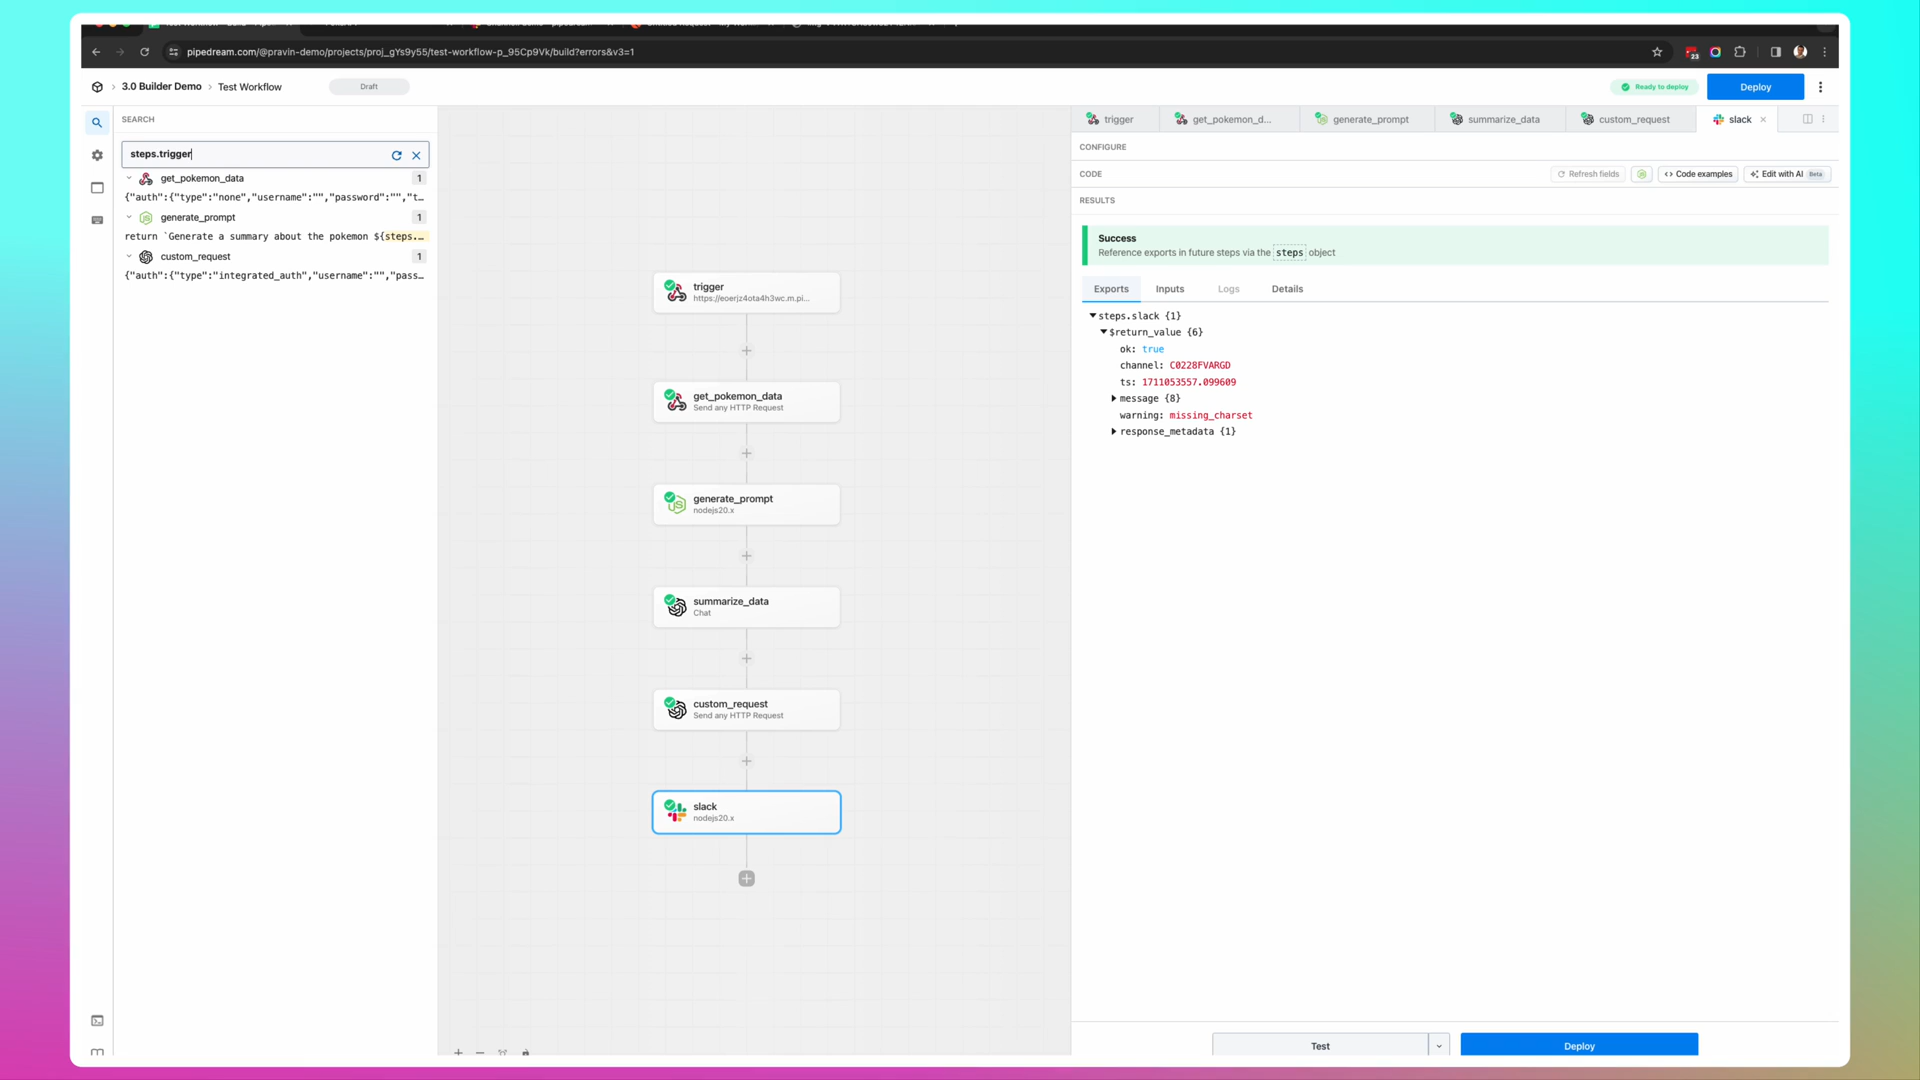 pipedream.com/@pravin-demo/projects/proj_gYs9y55/test-workflow-p_95Cp9Vk/build?errors&v3=1
23
3.0 Builder Demo > Test Workflow
Draft
Ready to deploy
Deploy
SEARCH
steps.trigger
get_pokemon_data
1
{"auth":{"type":"none","username":"","password":"","t…
generate_prompt
1
return `Generate a summary about the pokemon ${steps.…
custom_request
1
{"auth":{"type":"integrated_auth","username":"","pass…
trigger
https://eoerjz4ota4h3wc.m.pi...
get_pokemon_data
Send any HTTP Request
generate_prompt
nodejs20.x
summarize_data
Chat
custom_request
Send any HTTP Request
slack
nodejs20.x
trigger
get_pokemon_d...
generate_prompt
summarize_data
custom_request
slack
CONFIGURE
CODE
Refresh fields
Code examples
Edit with AI Beta
RESULTS
Success
Reference exports in future steps via the steps object
Exports
Inputs
Logs
Details
steps.slack {1}
$return_value {6}
ok: true
channel: C0228FVARGD
ts: 1711053557.099609
message {8}
warning: missing_charset
response_metadata {1}
Test
Deploy